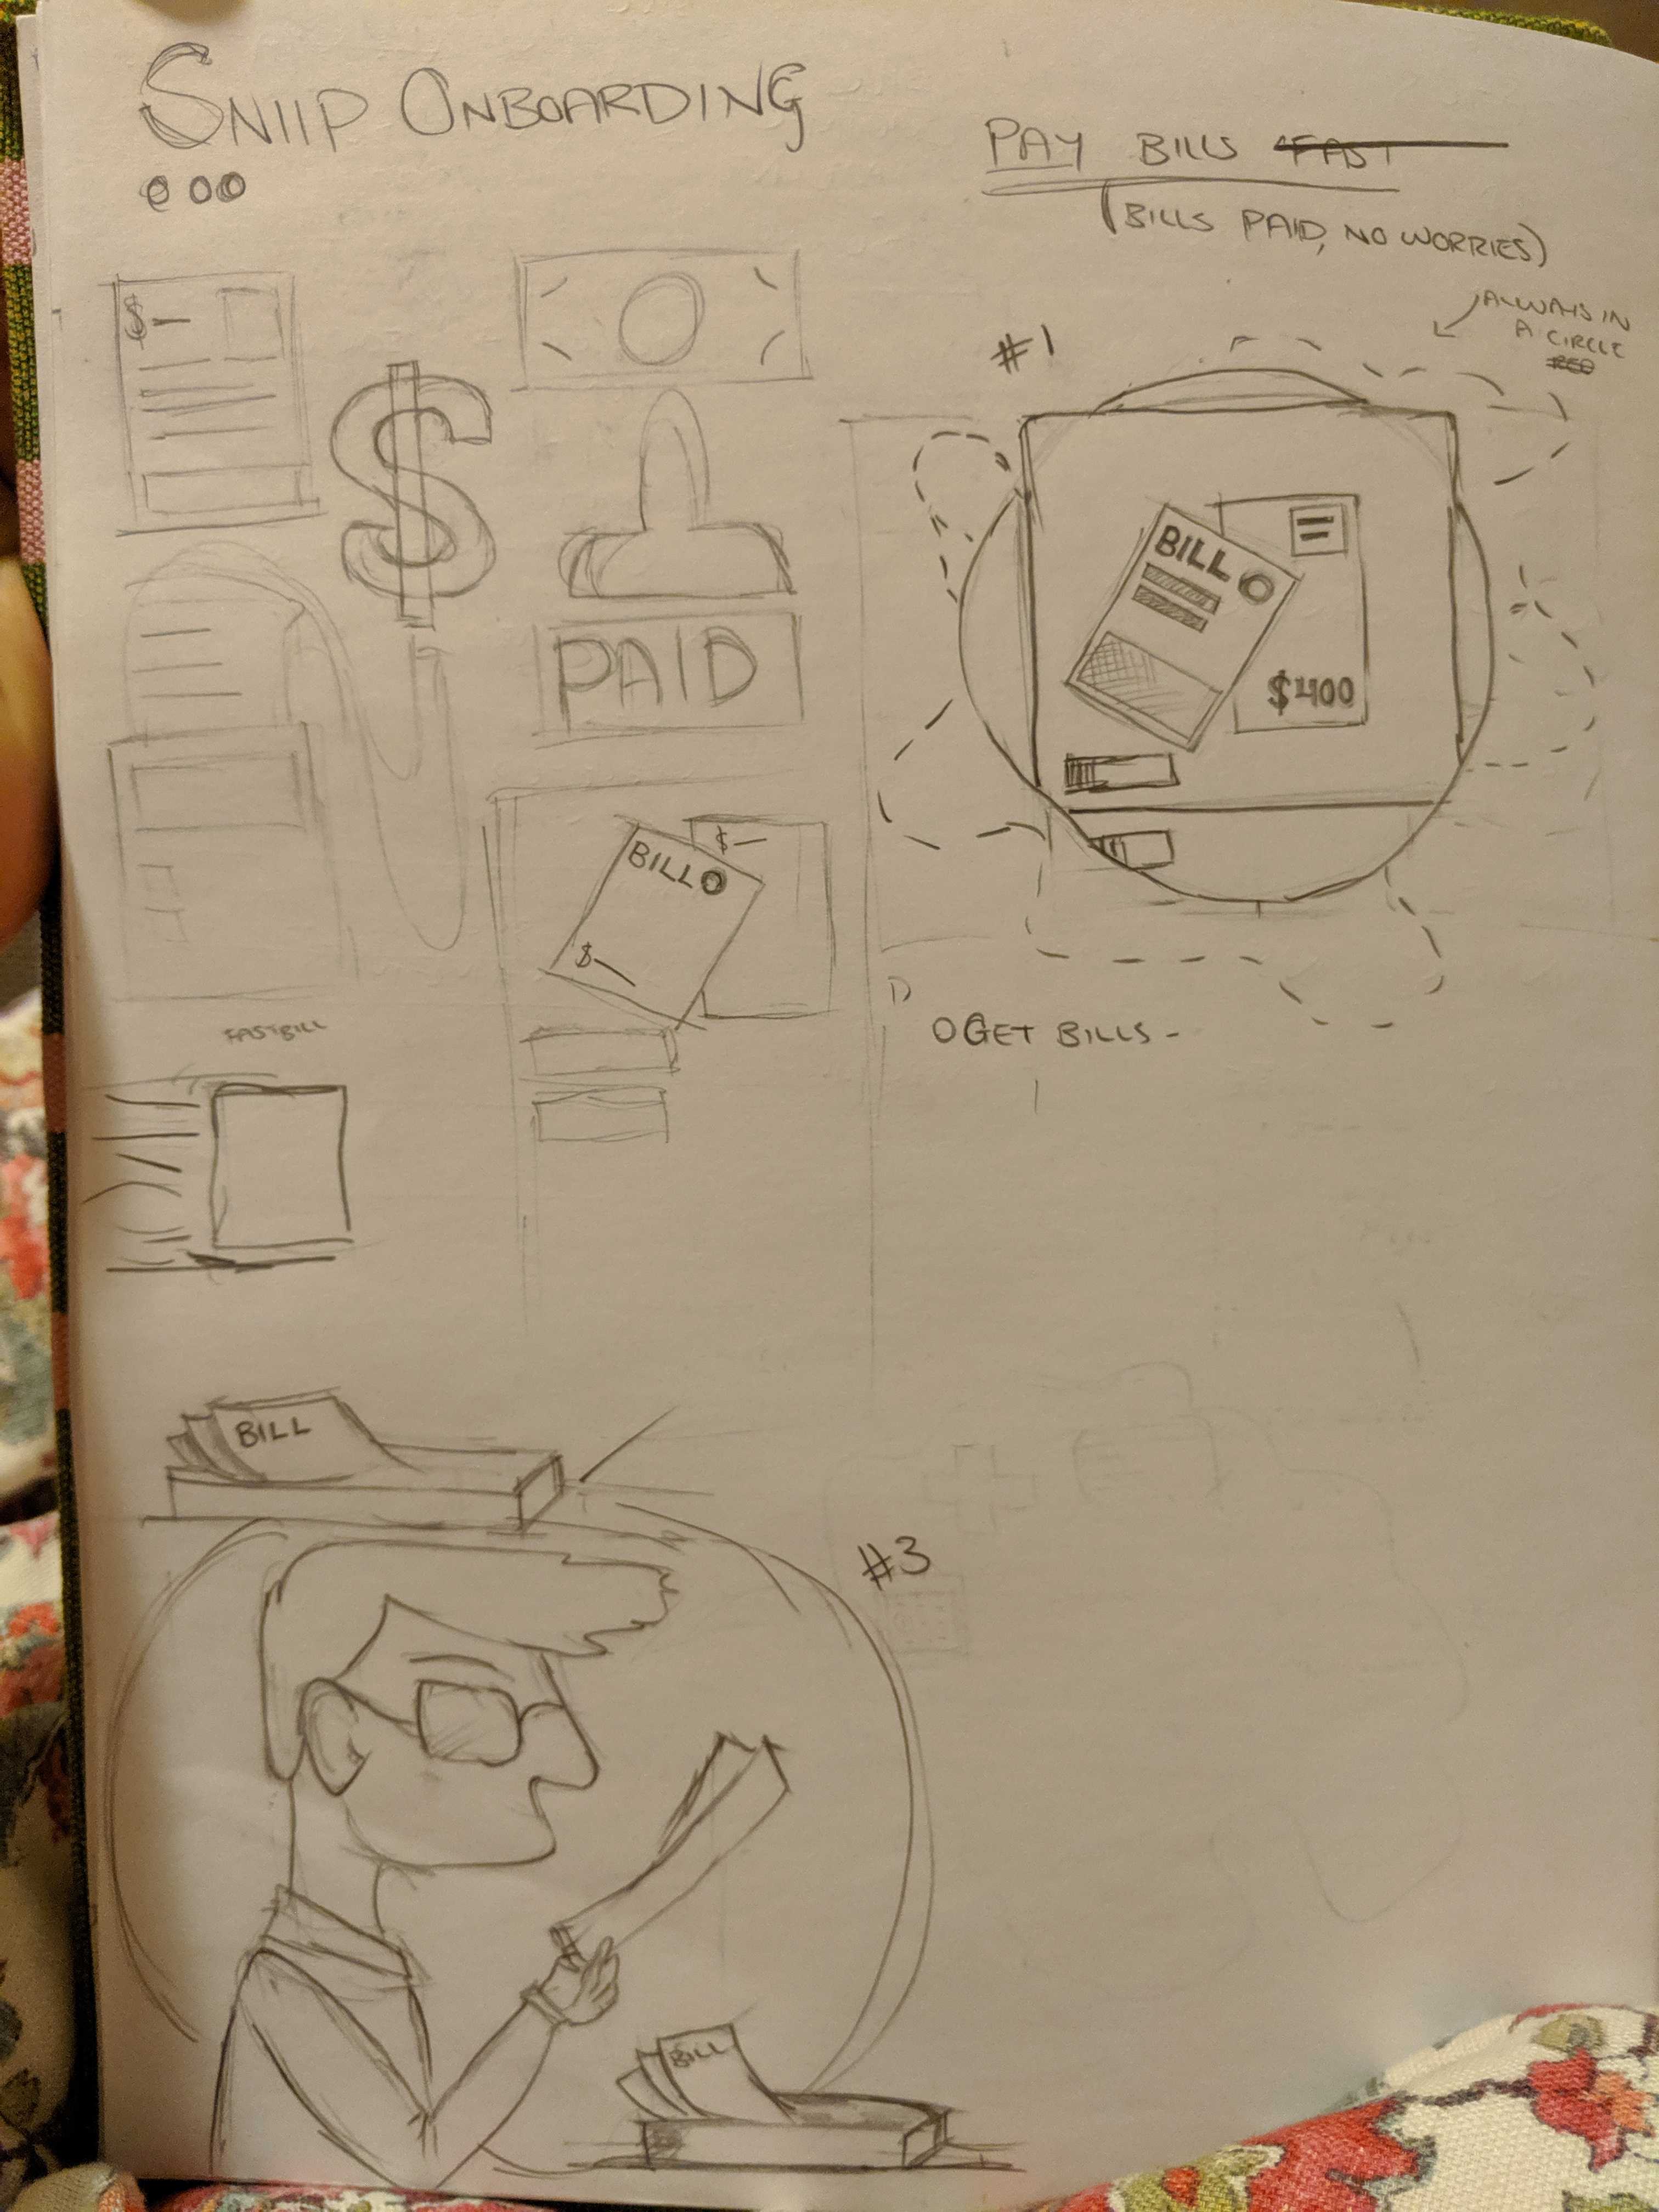 SNIIP ONBOARDING
PAY BILLS FAST
(BILLS PAID, NO WORRIES)
ALWAYS IN
A CIRCLE
#1
$—
BILL
$400
PAID
$—
BILL
$—
GET BILLS -
FASTBILL
BILL
#3
BILL